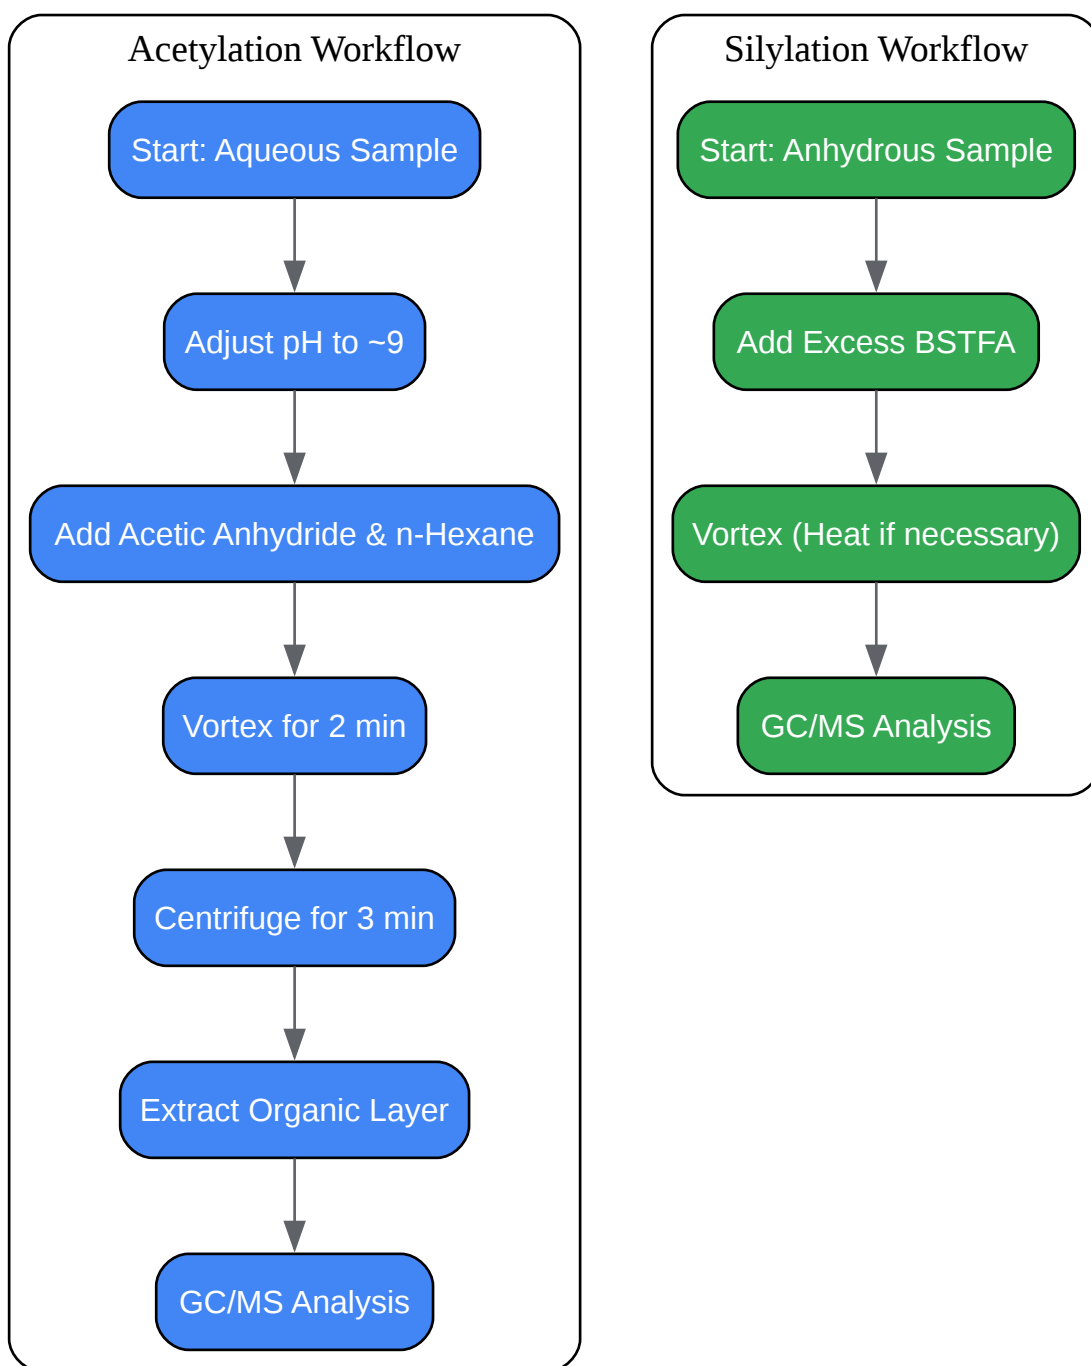 Acetylation Workflow
Start: Aqueous Sample
Adjust pH to ~9
Add Acetic Anhydride & n-Hexane
Vortex for 2 min
Centrifuge for 3 min
Extract Organic Layer
GC/MS Analysis
Silylation Workflow
Start: Anhydrous Sample
Add Excess BSTFA
Vortex (Heat if necessary)
GC/MS Analysis